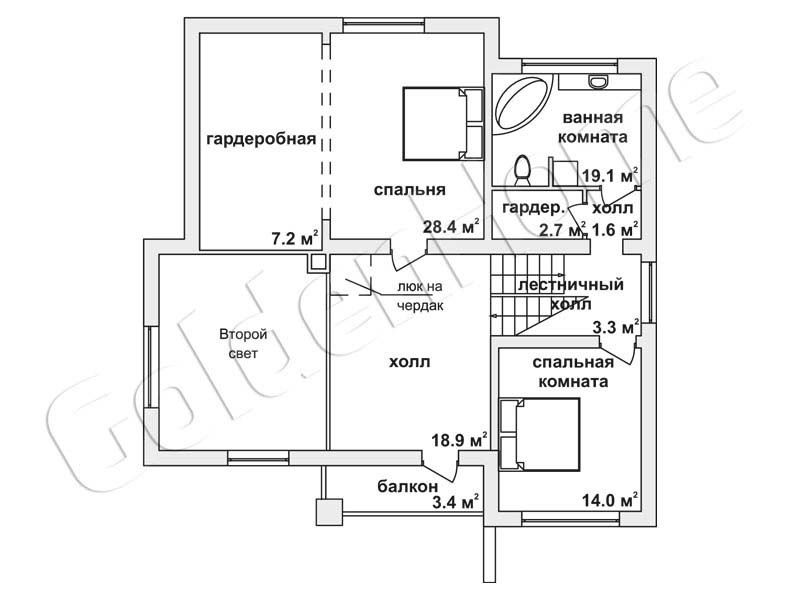 гардеробная
7.2 м²
спальня
28.4 м²
ванная
комната
19.1 м²
гардер.
2.7 м²
холл
1.6 м²
люк на
чердак
лестничный
холл
3.3 м²
Второй
свет
холл
18.9 м²
спальная
комната
14.0 м²
балкон
3.4 м²
GoldenHome